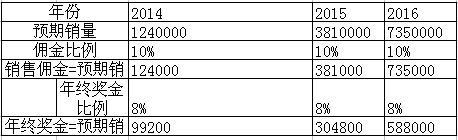 年份 2014 2015 2016
预期销量 1240000 3810000 7350000
佣金比例 10% 10% 10%
销售佣金=预期销 124000 381000 735000
年终奖金
比例 8% 8% 8%
年终奖金=预期销 99200 304800 588000